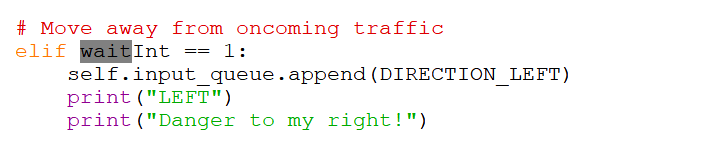 # Move away from oncoming traffic
elif waitInt == 1:
    self.input_queue.append(DIRECTION_LEFT)
    print("LEFT")
    print("Danger to my right!")